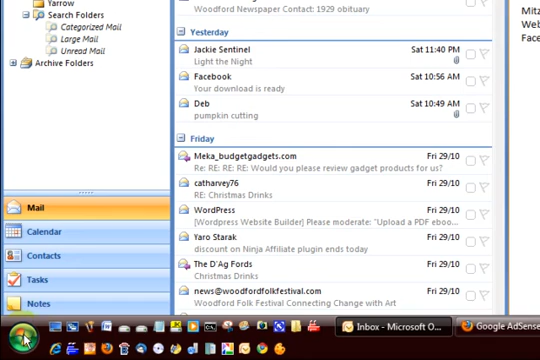 Yarrow
Search Folders
Categorized Mail
Large Mail
Unread Mail
Archive Folders
Mail
Calendar
Contacts
Tasks
Notes
Woodford Newspaper Contact: 1929 obituary
Yesterday
Jackie Sentinel Sat 11:40 PM
Light the Night
Facebook Sat 10:56 AM
Your download is ready
Deb Sat 10:49 AM
pumpkin cutting
Friday
Meka_budgetgadgets.com Fri 29/10
Re: RE: RE: RE: Would you please review gadget products for us?
catharvey76 Fri 29/10
RE: Christmas Drinks
WordPress Fri 29/10
[Wordpress Website Builder] Please moderate: "Upload a PDF eboo...
Yaro Starak Fri 29/10
discount on Ninja Affiliate plugin ends today
The D'Ag Fords Fri 29/10
Christmas Drinks
news@woodfordfolkfestival.com Fri 29/10
Woodford Folk Festival Connecting Change with Art
Mitz
Web
Face
Inbox - Microsoft O...
Google AdSense